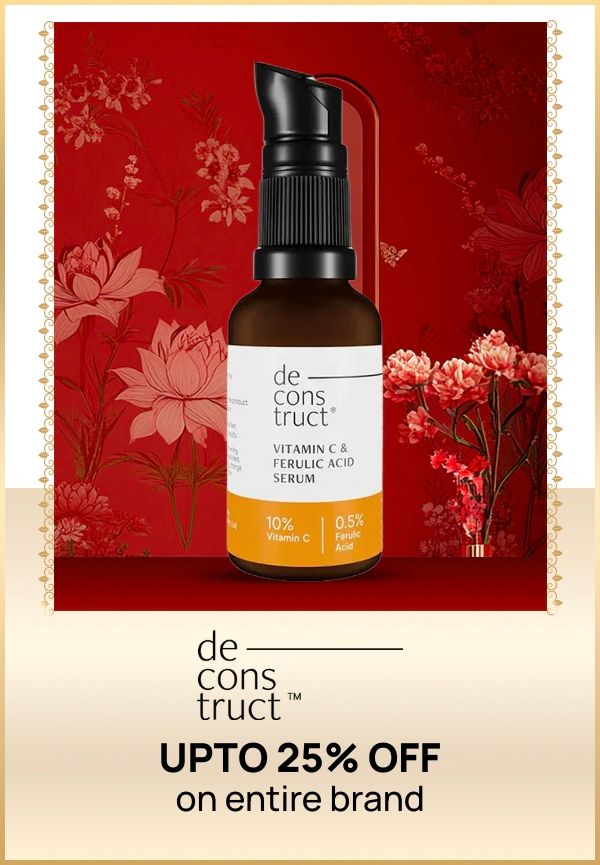 de
cons
truct®
VITAMIN C &
FERULIC ACID
SERUM
10%
Vitamin C
0.5%
Ferulic
Acid
de
cons
truct™
UPTO 25% OFF
on entire brand